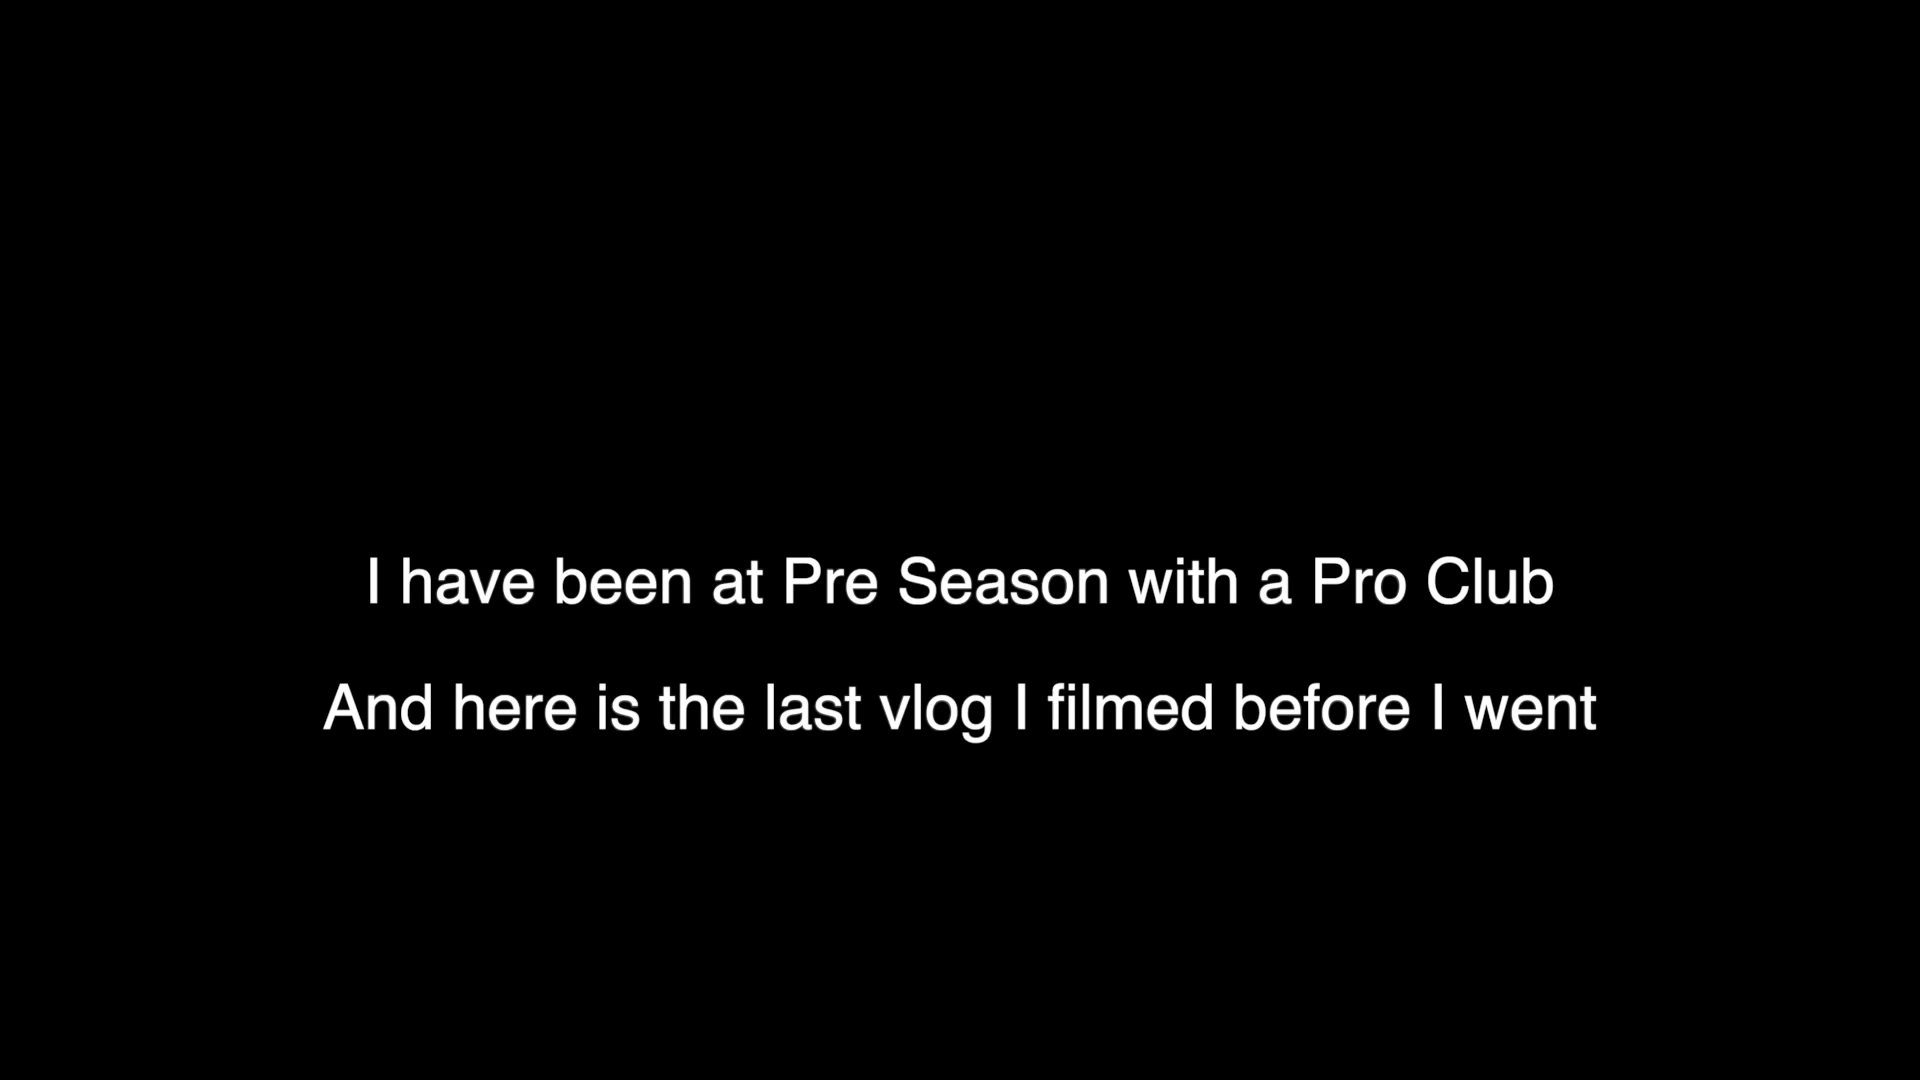 I have been at Pre Season with a Pro Club
And here is the last vlog I filmed before I went